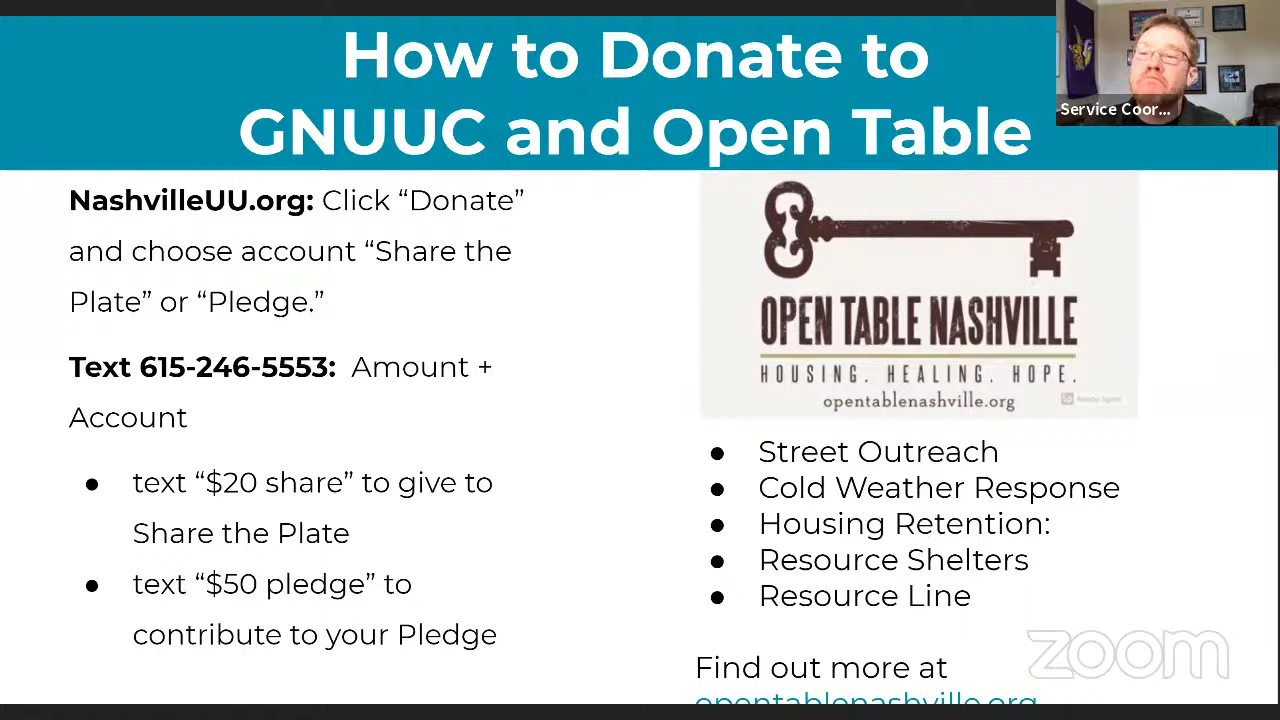 How to Donate to
GNUUC and Open Table
Service Coor...
NashvilleUU.org: Click “Donate”
and choose account “Share the
Plate” or “Pledge.”
Text 615-246-5553: Amount +
Account
● text “$20 share” to give to
Share the Plate
● text “$50 pledge” to
contribute to your Pledge
OPEN TABLE NASHVILLE
HOUSING. HEALING. HOPE.
opentablenashville.org
● Street Outreach
● Cold Weather Response
● Housing Retention:
● Resource Shelters
● Resource Line
Find out more at
opentablenashville.org
zoom